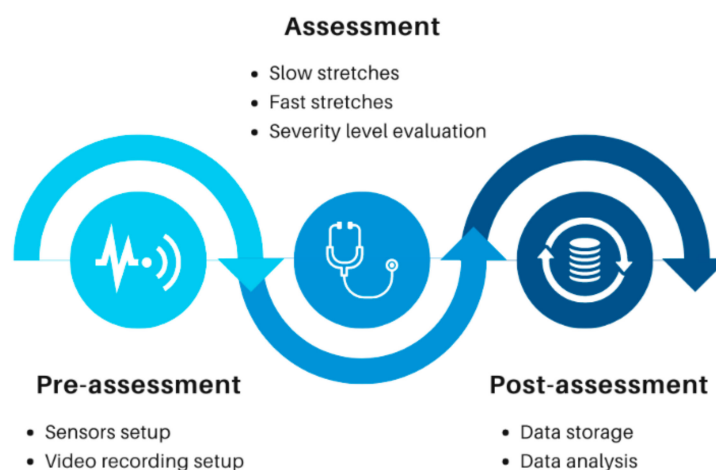 Assessment
• Slow stretches
• Fast stretches
• Severity level evaluation
Pre-assessment
• Sensors setup
• Video recording setup
Post-assessment
• Data storage
• Data analysis